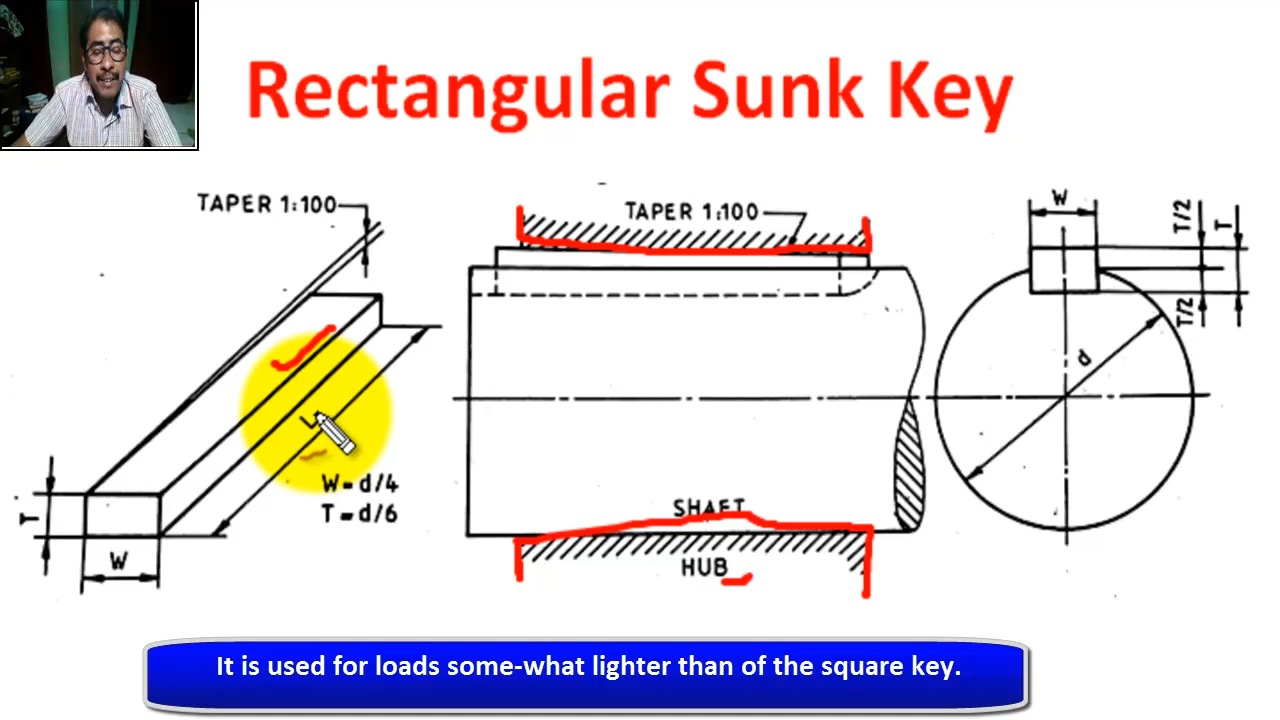 Rectangular Sunk Key
TAPER 1:100
TAPER 1:100
W
T/2
T
T/2
d
L
W = d/4
T = d/6
T
W
SHAFT
HUB
It is used for loads some-what lighter than of the square key.